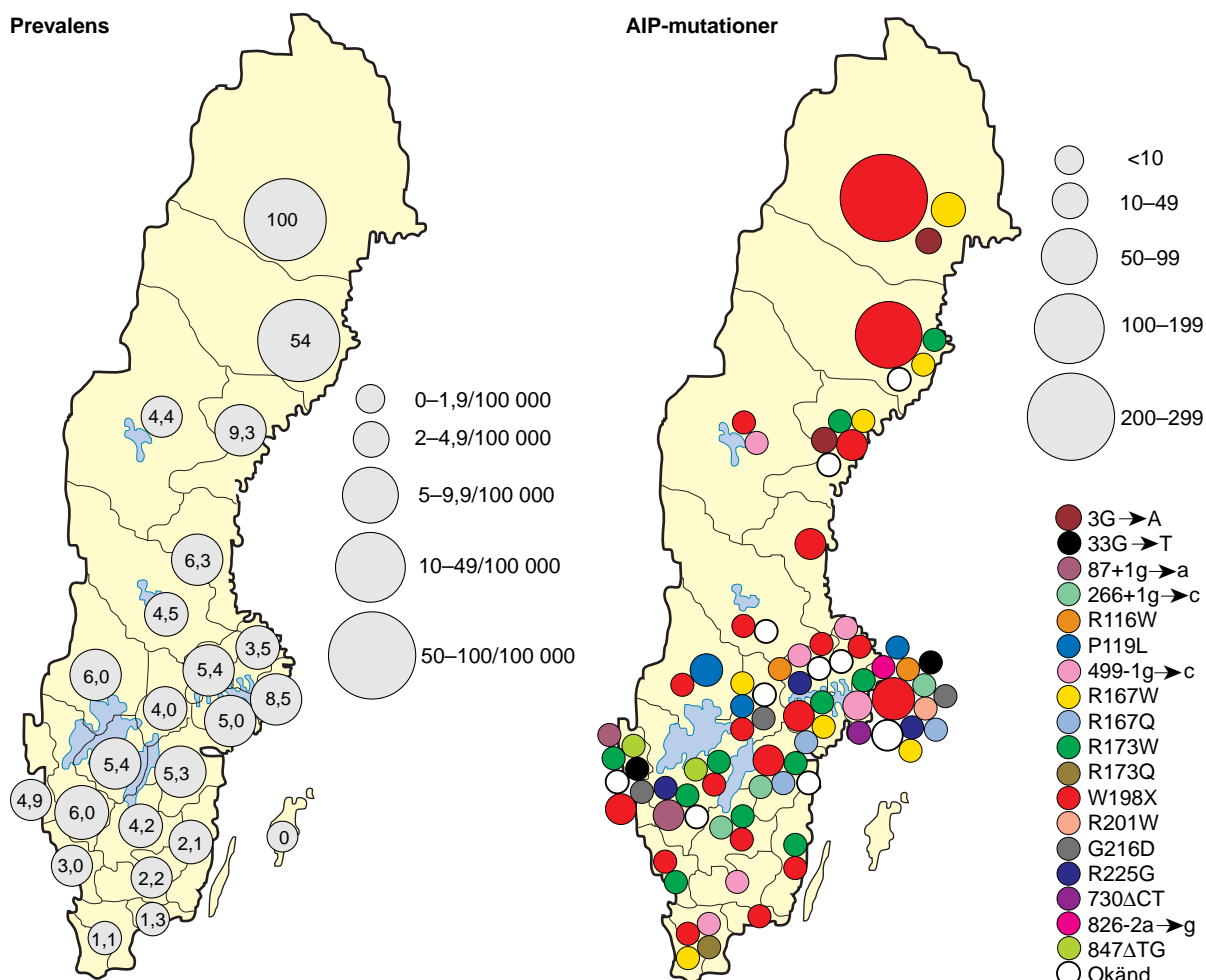 Prevalens
100
54
4,4
9,3
6,3
4,5
3,5
5,4
6,0
8,5
4,0
5,0
5,4
5,3
4,9
6,0
4,2
2,1
0
3,0
2,2
1,3
1,1
0–1,9/100 000
2–4,9/100 000
5–9,9/100 000
10–49/100 000
50–100/100 000
AIP-mutationer
<10
10–49
50–99
100–199
200–299
3G→A
33G→T
87+1g→a
266+1g→c
R116W
P119L
499-1g→c
R167W
R167Q
R173W
R173Q
W198X
R201W
G216D
R225G
730ΔCT
826-2a→g
847ΔTG
Okänd